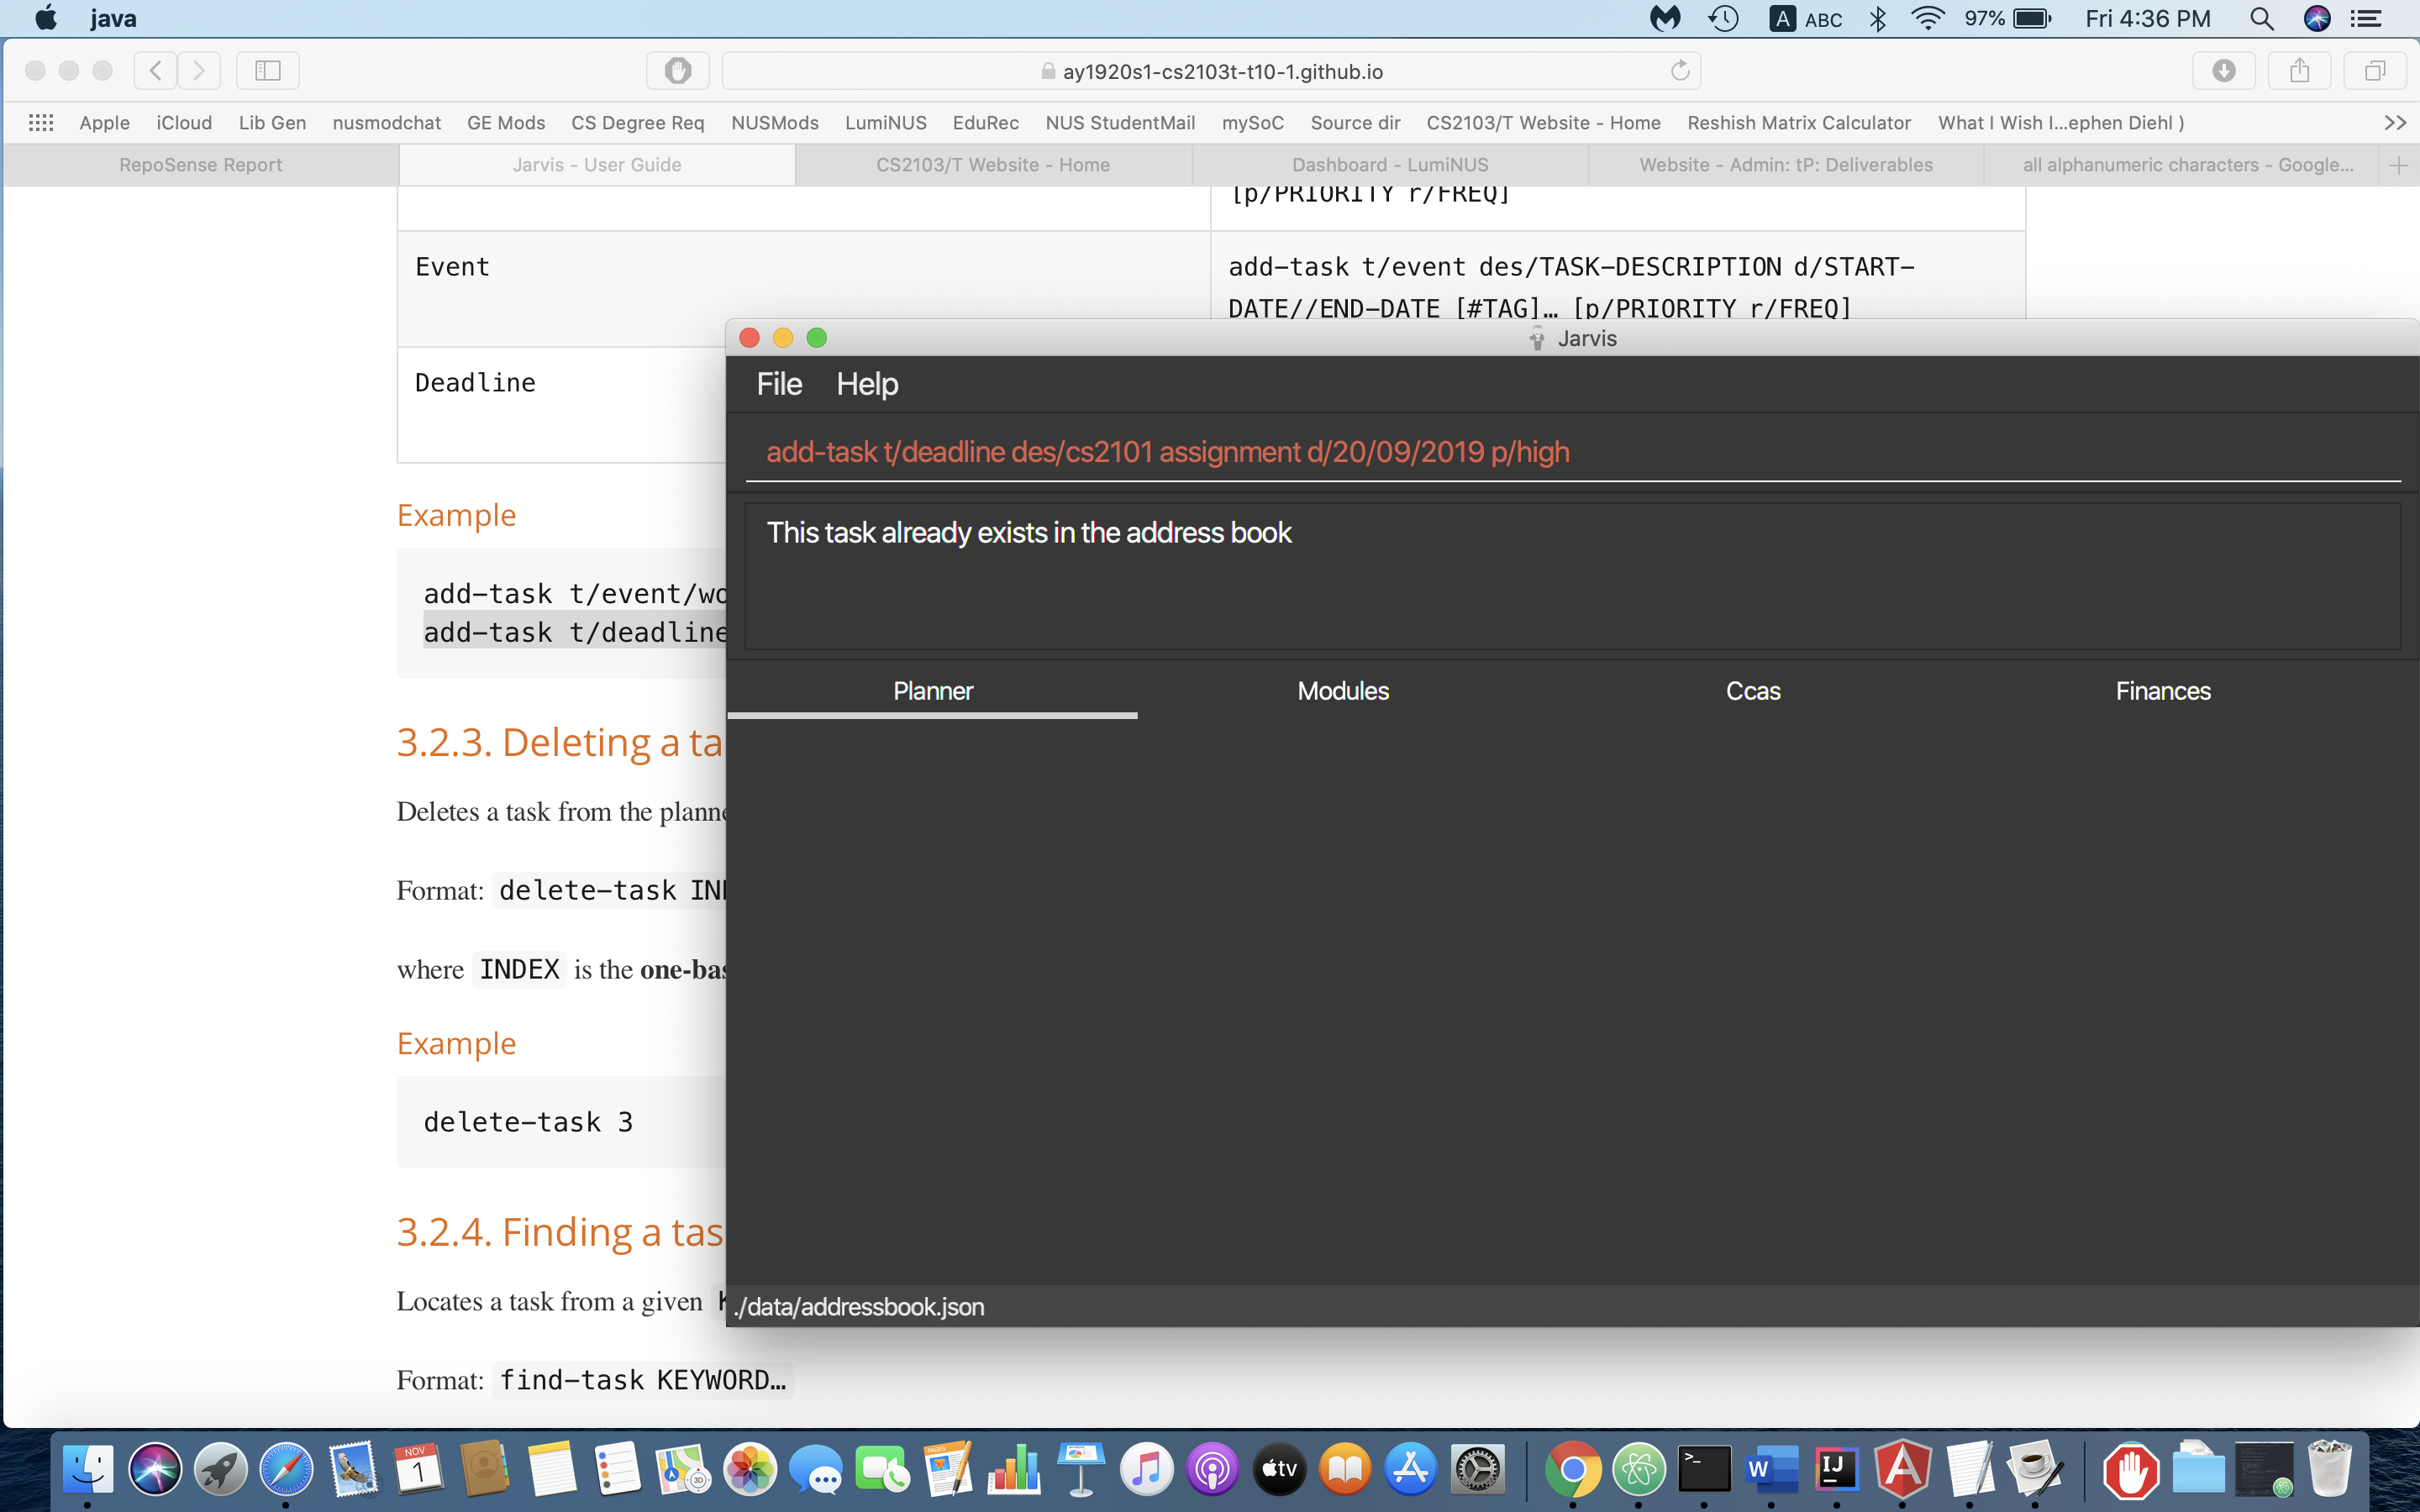 java
A ABC 97% Fri 4:36 PM
ay1920s1-cs2103t-t10-1.github.io
Apple iCloud Lib Gen nusmodchat GE Mods CS Degree Req NUSMods LumiNUS EduRec NUS StudentMail mySoC Source dir CS2103/T Website - Home Reshish Matrix Calculator What I Wish I...ephen Diehl )
RepoSense Report Jarvis - User Guide CS2103/T Website - Home Dashboard - LumiNUS Website - Admin: tP: Deliverables all alphanumeric characters - Google...
[p/PRIORITY r/FREQ]
Event
add-task t/event des/TASK-DESCRIPTION d/START-
DATE//END-DATE [#TAG]… [p/PRIORITY r/FREQ]
Deadline
Example
add-task t/event/wo
add-task t/deadline
3.2.3. Deleting a ta
Deletes a task from the planne
Format: delete-task IN
where INDEX is the one-bas
Example
delete-task 3
3.2.4. Finding a tas
Locates a task from a given K
Format: find-task KEYWORD…
Jarvis
File Help
add-task t/deadline des/cs2101 assignment d/20/09/2019 p/high
This task already exists in the address book
Planner Modules Ccas Finances
./data/addressbook.json
NOV
1
3D
PAGES
tv
>_
W
IJ